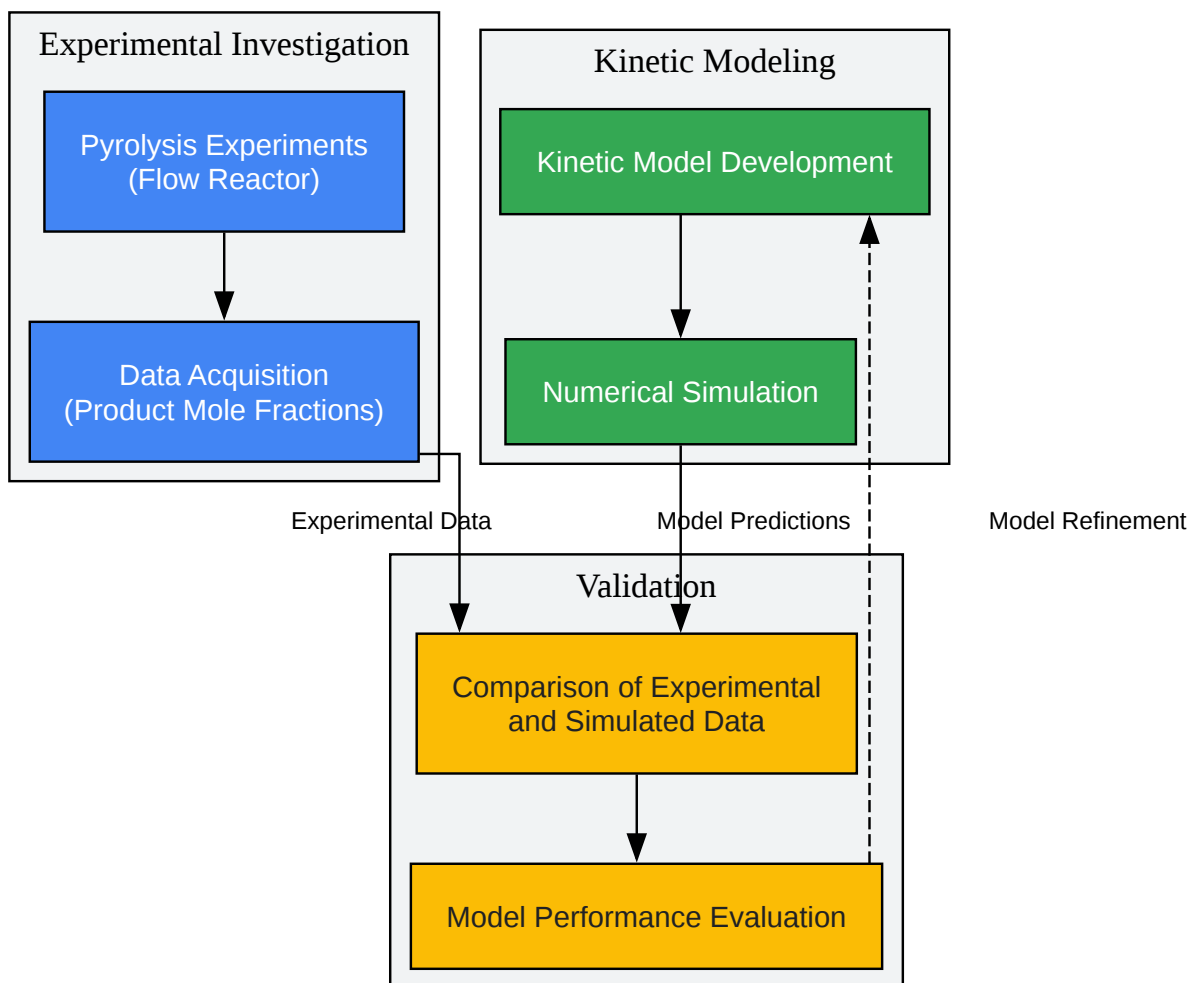 Experimental Investigation
Pyrolysis Experiments
(Flow Reactor)
Data Acquisition
(Product Mole Fractions)
Kinetic Modeling
Kinetic Model Development
Numerical Simulation
Experimental Data
Model Predictions
Model Refinement
Validation
Comparison of Experimental
and Simulated Data
Model Performance Evaluation